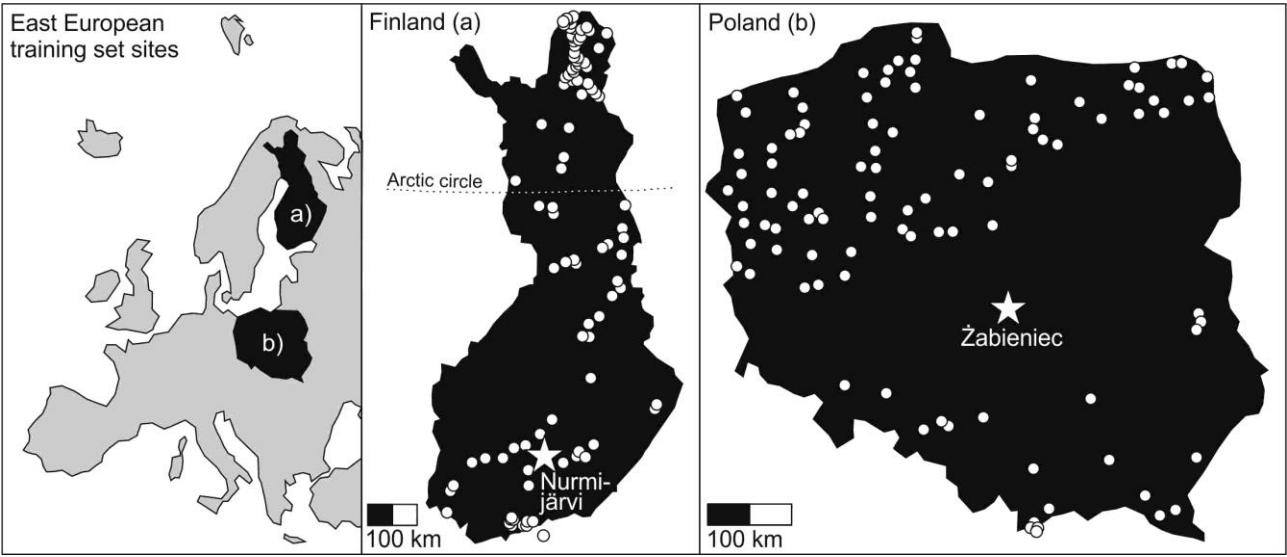 East European
training set sites
a)
b)
Finland (a)
Arctic circle
Nurmi-
järvi
100 km
Poland (b)
Żabieniec
100 km